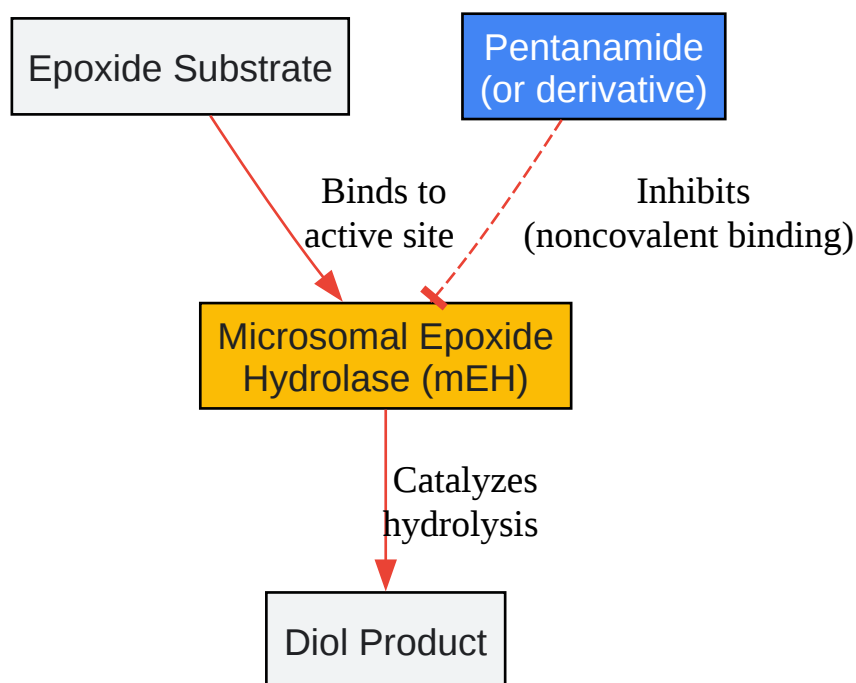 Epoxide Substrate
Pentanamide
(or derivative)
Binds to
active site
Inhibits
(noncovalent binding)
Microsomal Epoxide
Hydrolase (mEH)
Catalyzes
hydrolysis
Diol Product